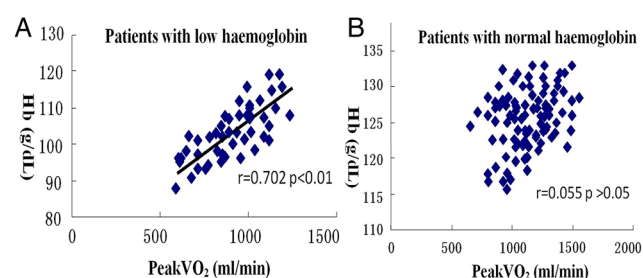 A
Patients with low haemoglobin
130
120
110
100
90
80
Hb (g/dL)
r=0.702 p<0.01
0
500
1000
1500
PeakVO₂ (ml/min)
B
Patients with normal haemoglobin
135
130
125
120
115
110
Hb (g/dL)
r=0.055 p >0.05
0
500
1000
1500
2000
PeakVO₂ (ml/min)